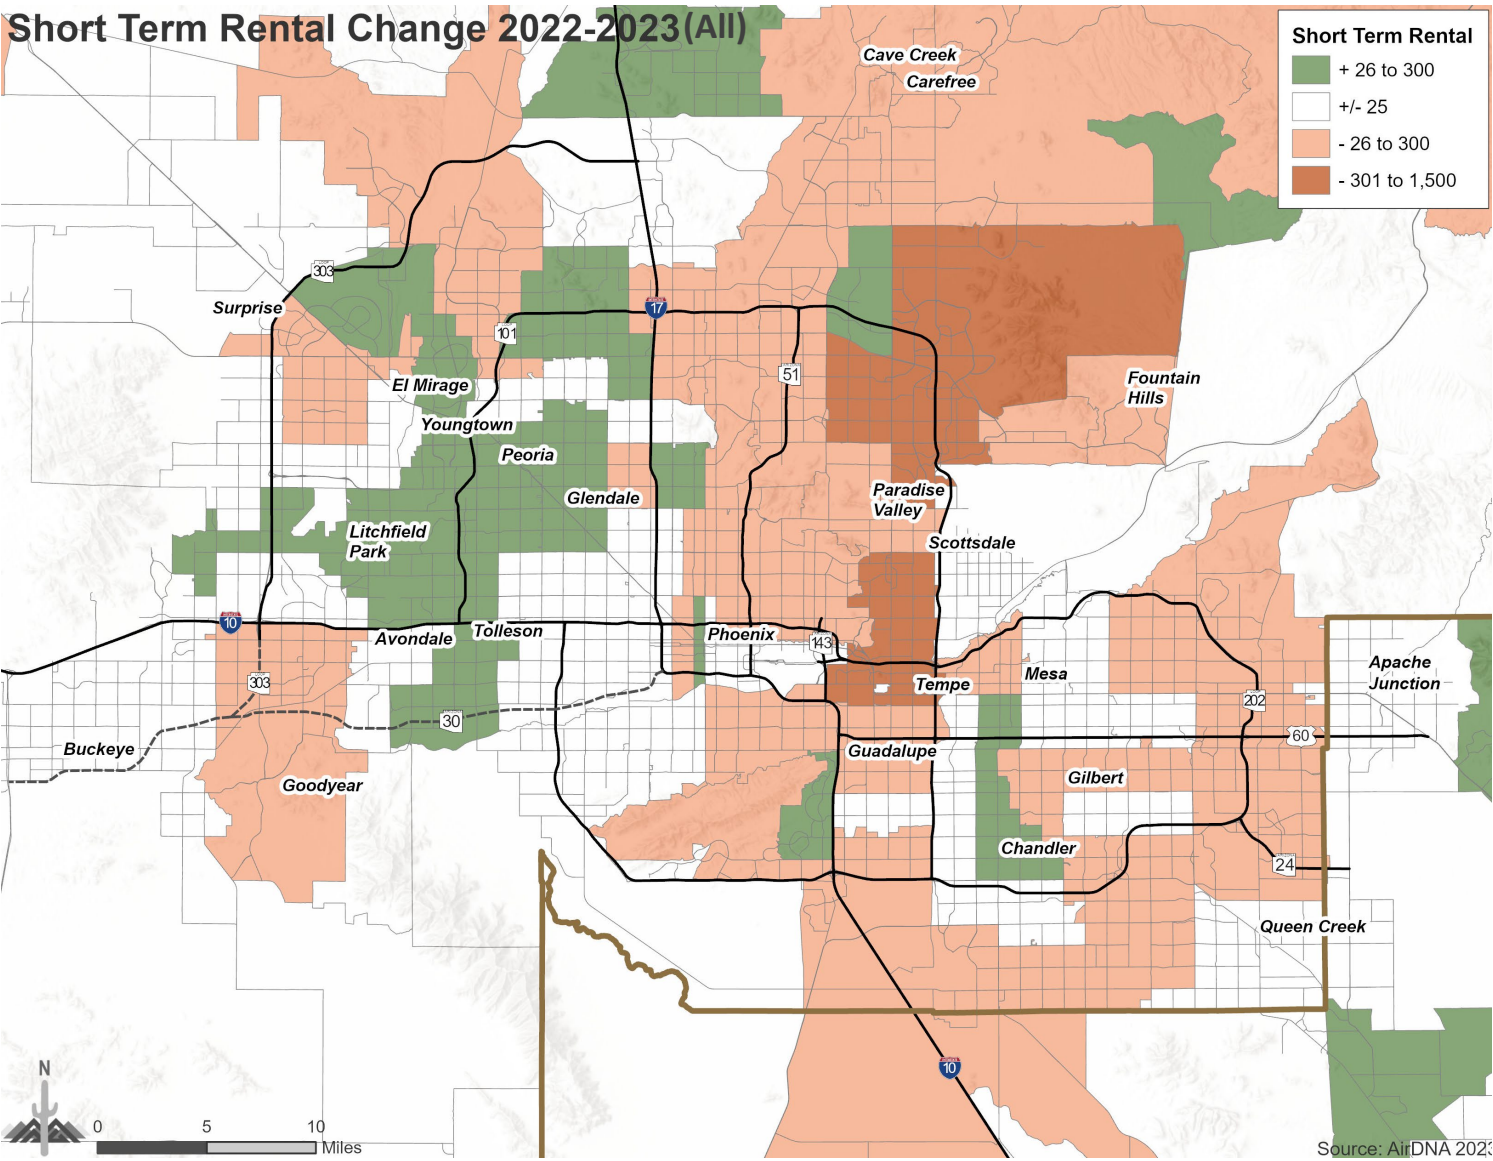 Short Term Rental Change 2022-2023(All)
Short Term Rental
+ 26 to 300
+/- 25
- 26 to 300
- 301 to 1,500
Cave Creek
Carefree
303
Surprise
17
101
51
El Mirage
Fountain
Hills
Youngtown
Peoria
Glendale
Paradise
Valley
Litchfield
Park
Scottsdale
10
Avondale
Tolleson
Phoenix
143
Apache
Junction
Mesa
303
Tempe
202
30
60
Buckeye
Guadalupe
Goodyear
Gilbert
Chandler
24
Queen Creek
10
N
0 5 10
Miles
Source: AirDNA 2023